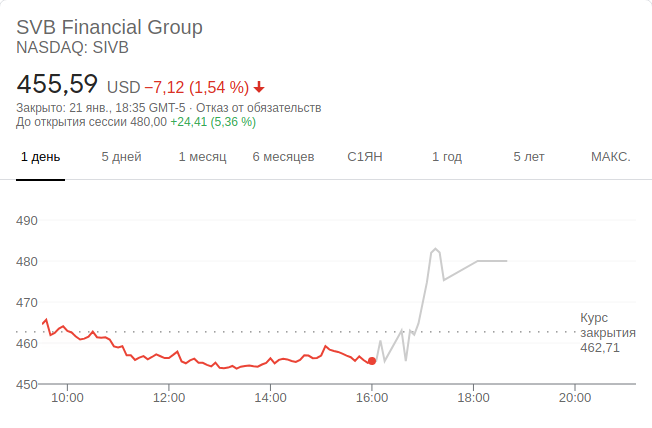 SVB Financial Group
NASDAQ: SIVB
455,59 USD −7,12 (1,54 %)
Закрыто: 21 янв., 18:35 GMT-5 · Отказ от обязательств
До открытия сессии 480,00 +24,41 (5,36 %)
1 день 5 дней 1 месяц 6 месяцев С1ЯН 1 год 5 лет МАКС.
490
480
470
Курс
закрытия
462,71
460
450
10:00 12:00 14:00 16:00 18:00 20:00